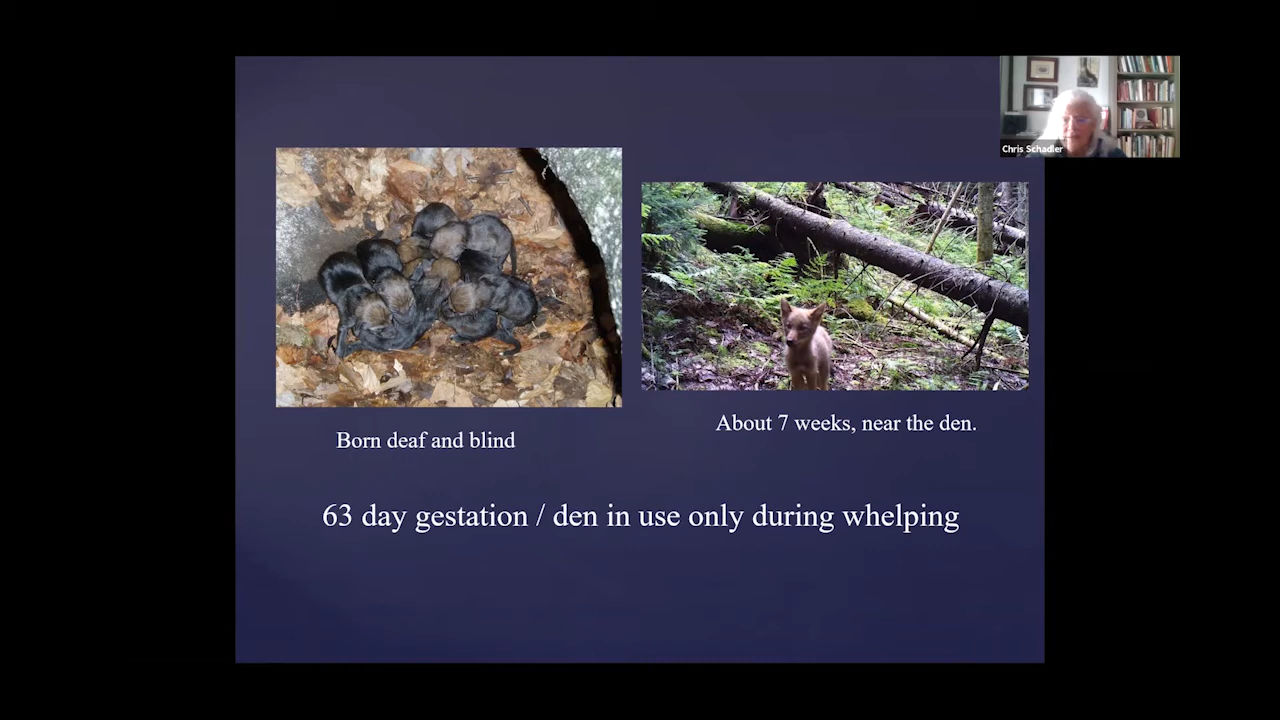 Chris Schadler
Born deaf and blind
About 7 weeks, near the den.
63 day gestation / den in use only during whelping